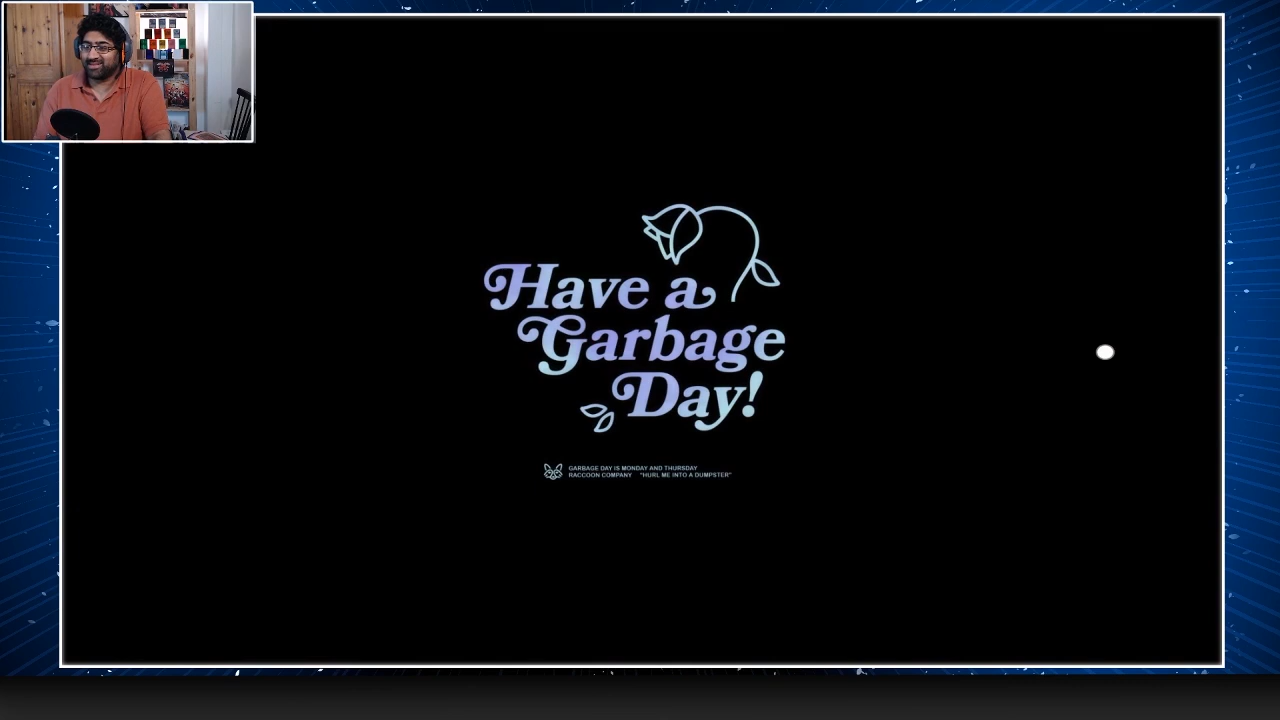 Have a
Garbage
Day!
GARBAGE DAY IS MONDAY AND THURSDAY
RACCOON COMPANY "HURL ME INTO A DUMPSTER"